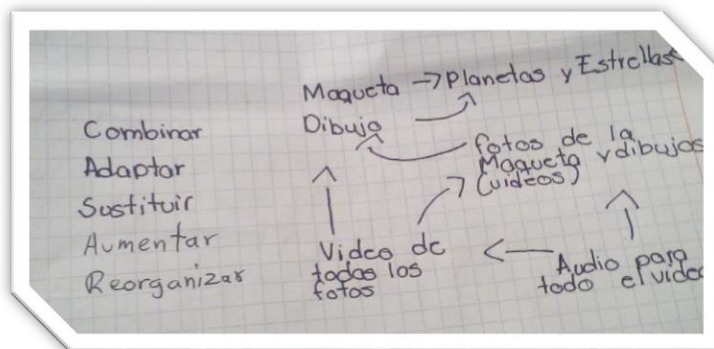 Combinar
Adaptar
Sustituir
Aumentar
Reorganizar
Maqueta → Planetas y Estrellas
Dibujo
fotos de la
Maqueta y dibujos
(videos)
Video de
todas los
fotos
Audio para
todo el video